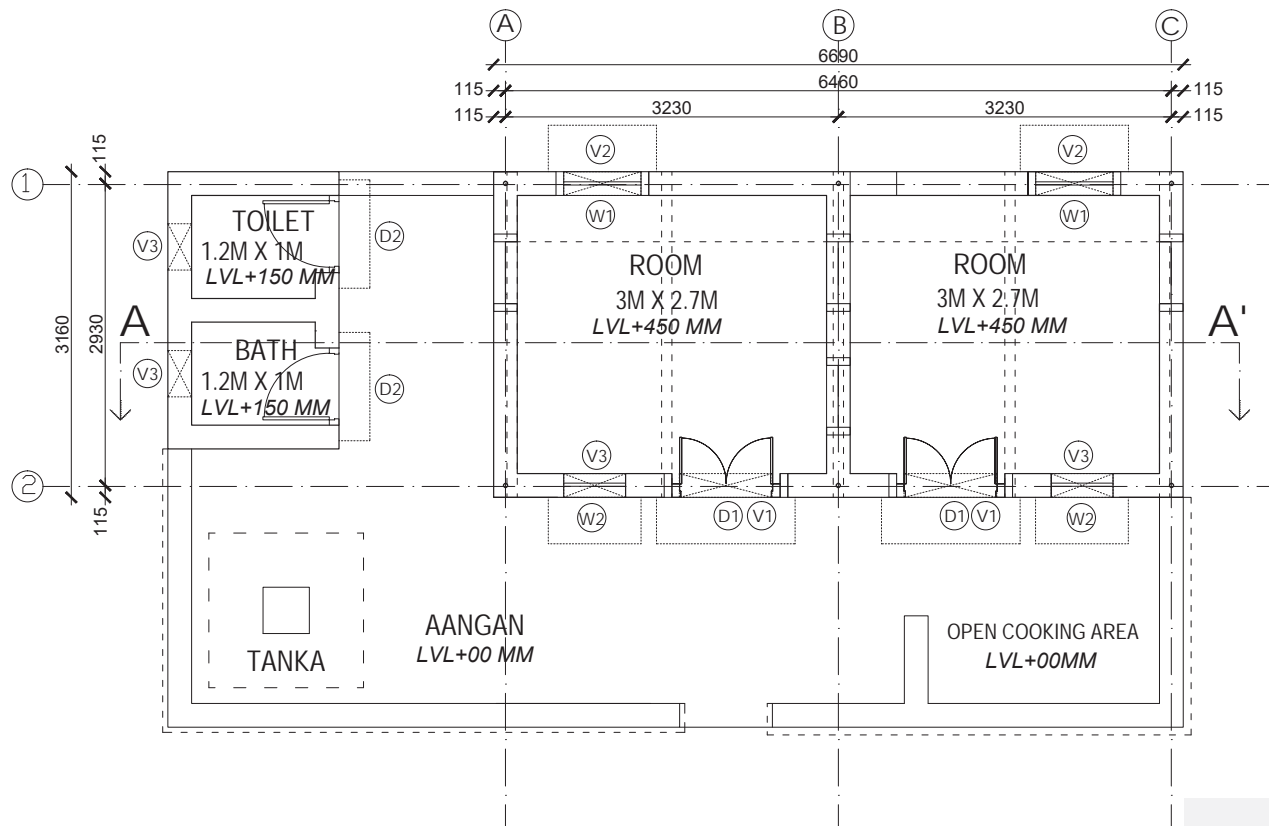 A B C
6690
115 6460 115
115 3230 3230 115
115
V2 V2
1
W1 W1
TOILET
1.2M X 1M
LVL+150 MM
V3 D2
ROOM
3M X 2.7M
LVL+450 MM
ROOM
3M X 2.7M
LVL+450 MM
3160 2930
A A'
BATH
1.2M X 1M
LVL+150 MM
V3 D2
V3 V3
2
115
W2 D1 V1 D1 V1 W2
TANKA
AANGAN
LVL+00 MM
OPEN COOKING AREA
LVL+00MM